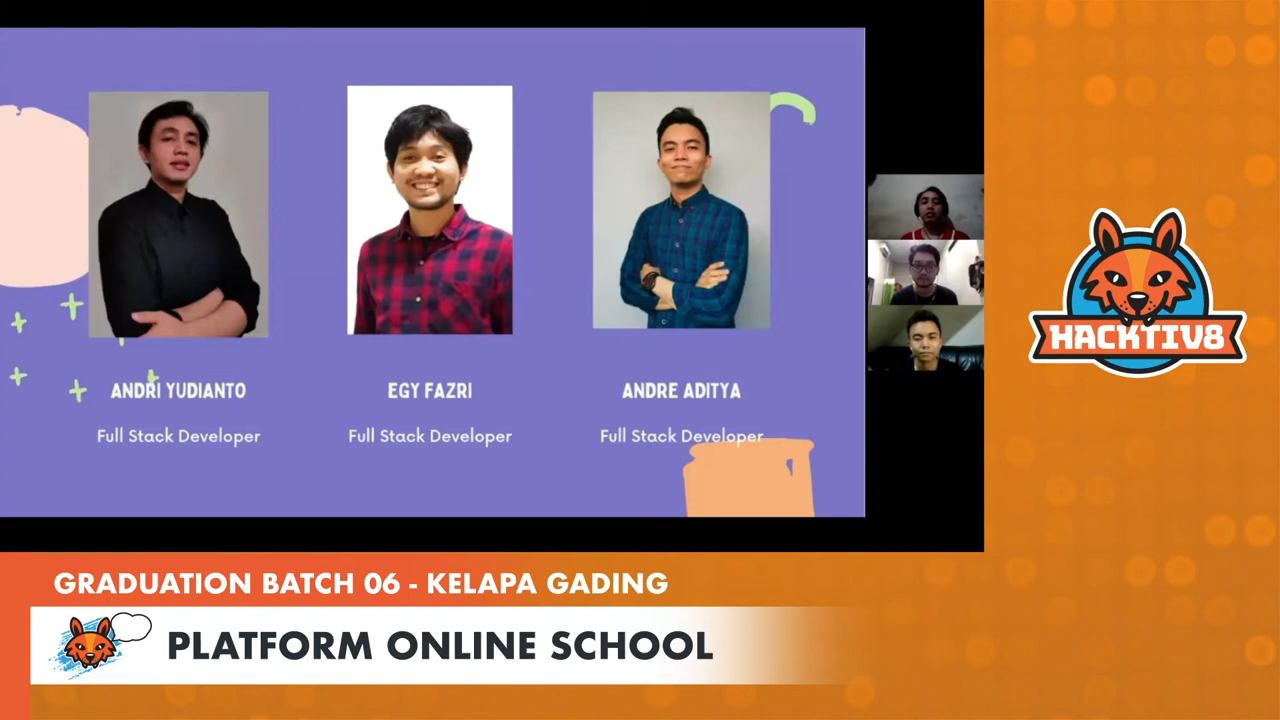 ANDRI YUDIANTO
Full Stack Developer
EGY FAZRI
Full Stack Developer
ANDRE ADITYA
Full Stack Developer
HACKTIV8
GRADUATION BATCH 06 - KELAPA GADING
PLATFORM ONLINE SCHOOL